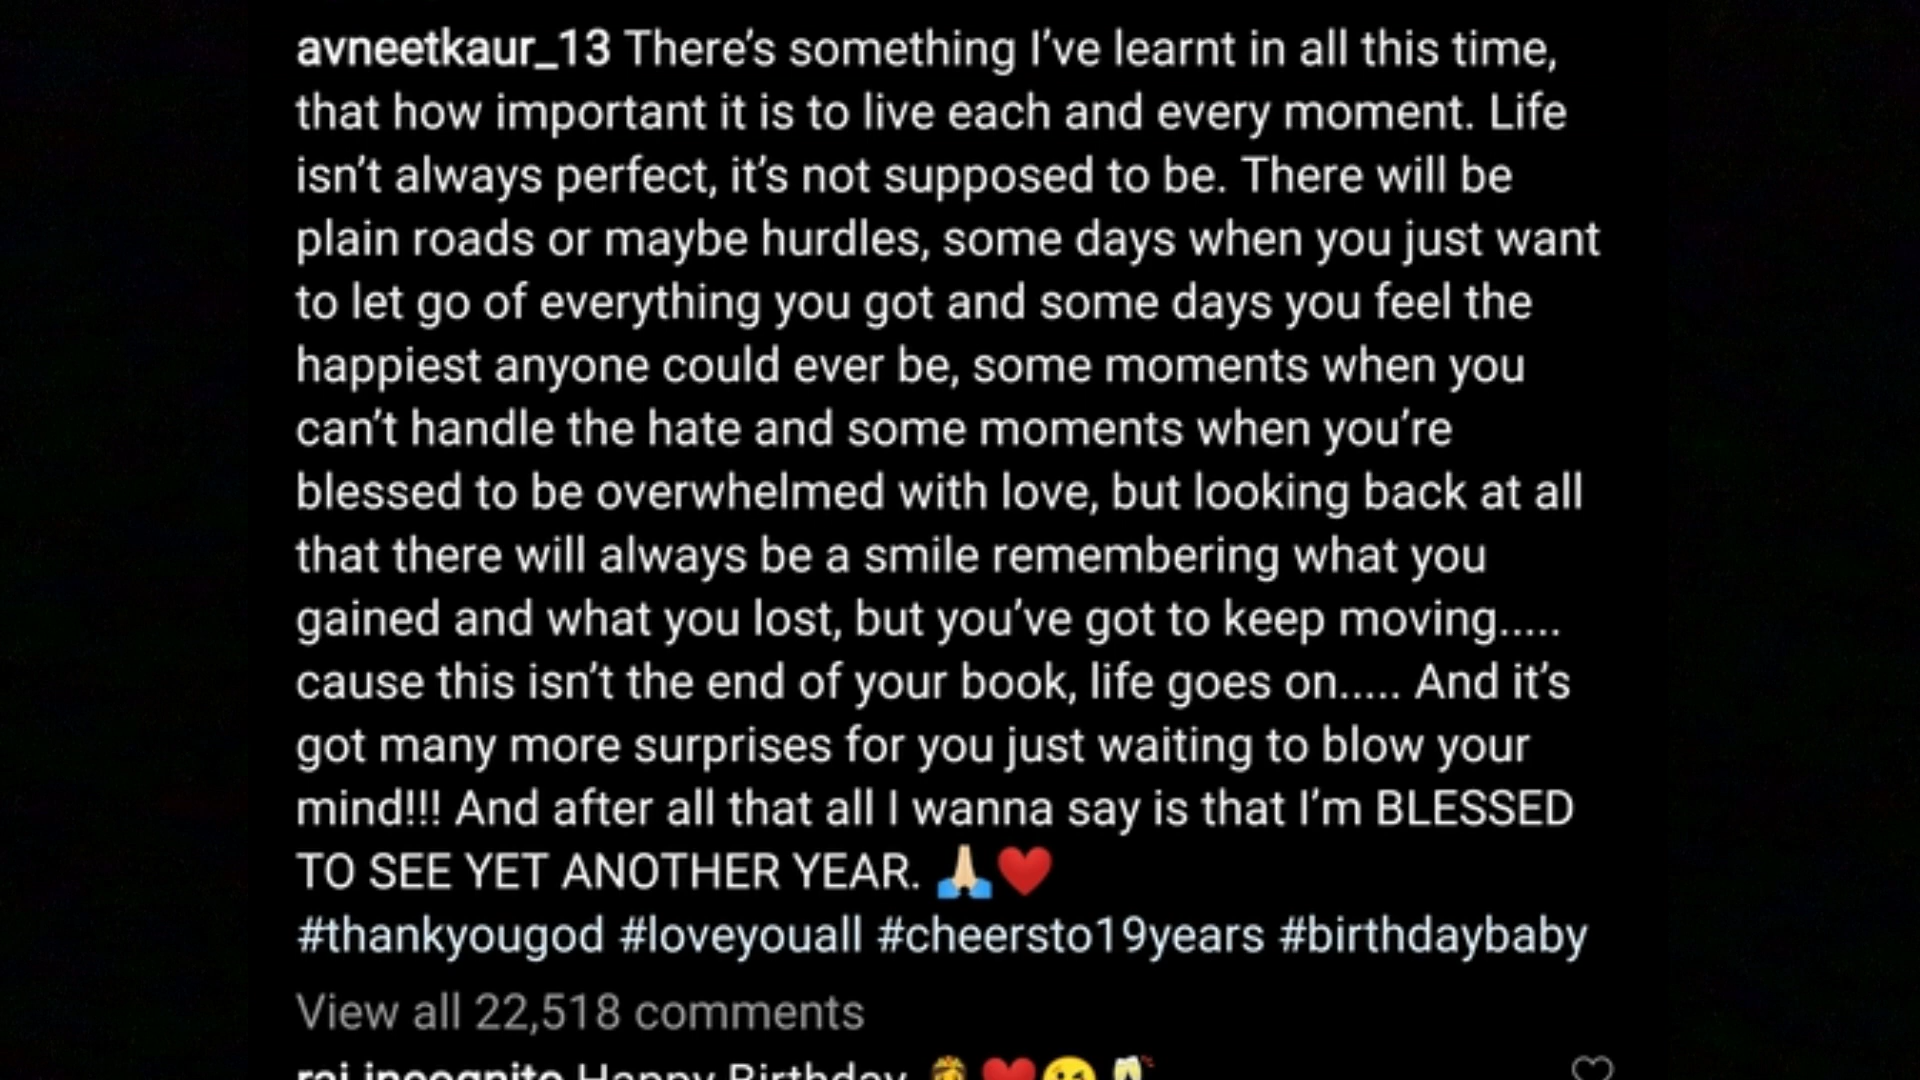 avneetkaur_13 There's something I've learnt in all this time,
that how important it is to live each and every moment. Life
isn't always perfect, it's not supposed to be. There will be
plain roads or maybe hurdles, some days when you just want
to let go of everything you got and some days you feel the
happiest anyone could ever be, some moments when you
can't handle the hate and some moments when you're
blessed to be overwhelmed with love, but looking back at all
that there will always be a smile remembering what you
gained and what you lost, but you've got to keep moving.....
cause this isn't the end of your book, life goes on..... And it's
got many more surprises for you just waiting to blow your
mind!!! And after all that all I wanna say is that I'm BLESSED
TO SEE YET ANOTHER YEAR. 🙏🏻❤️
#thankyougod #loveyouall #cheersto19years #birthdaybaby
View all 22,518 comments
rai.incognito Happy Birthday